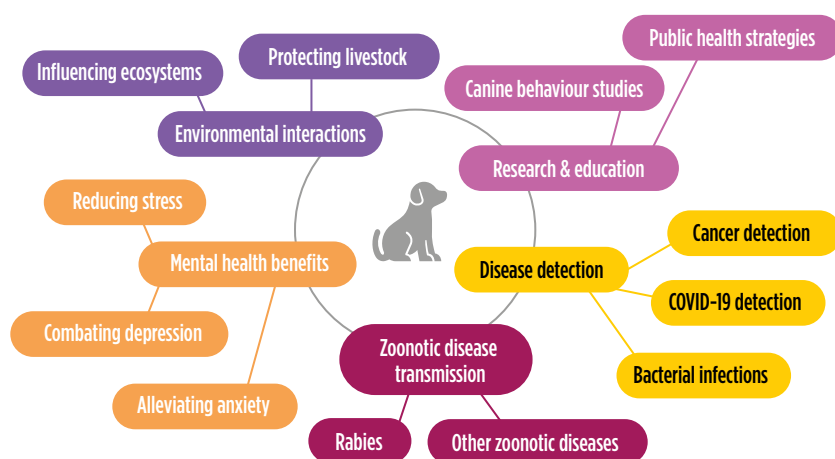 Public health strategies
Protecting livestock
Influencing ecosystems
Canine behaviour studies
Environmental interactions
Research & education
Reducing stress
Cancer detection
Mental health benefits
Disease detection
COVID-19 detection
Combating depression
Zoonotic disease
transmission
Bacterial infections
Alleviating anxiety
Rabies
Other zoonotic diseases